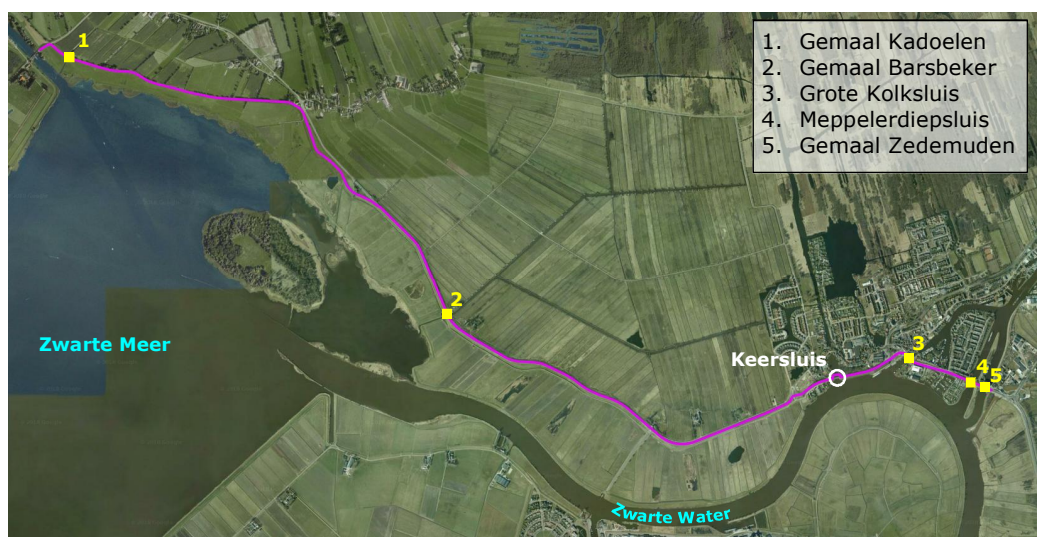 1
1. Gemaal Kadoelen
2. Gemaal Barsbeker
3. Grote Kolksluis
4. Meppelerdiepsluis
5. Gemaal Zedemuden
2
Zwarte Meer
Keersluis
3
4
5
Zwarte Water